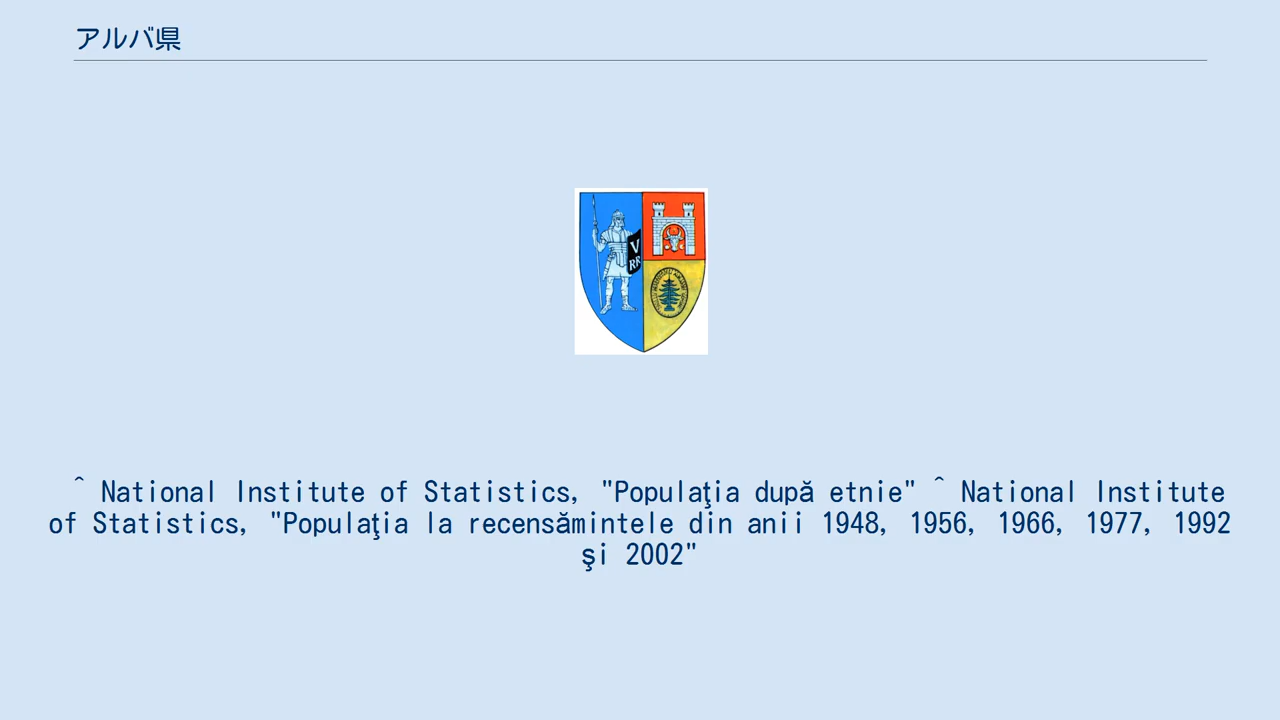 アルバ県
V
RR
^ National Institute of Statistics, "Populaţia după etnie" ^ National Institute
of Statistics, "Populaţia la recensămintele din anii 1948, 1956, 1966, 1977, 1992
şi 2002"